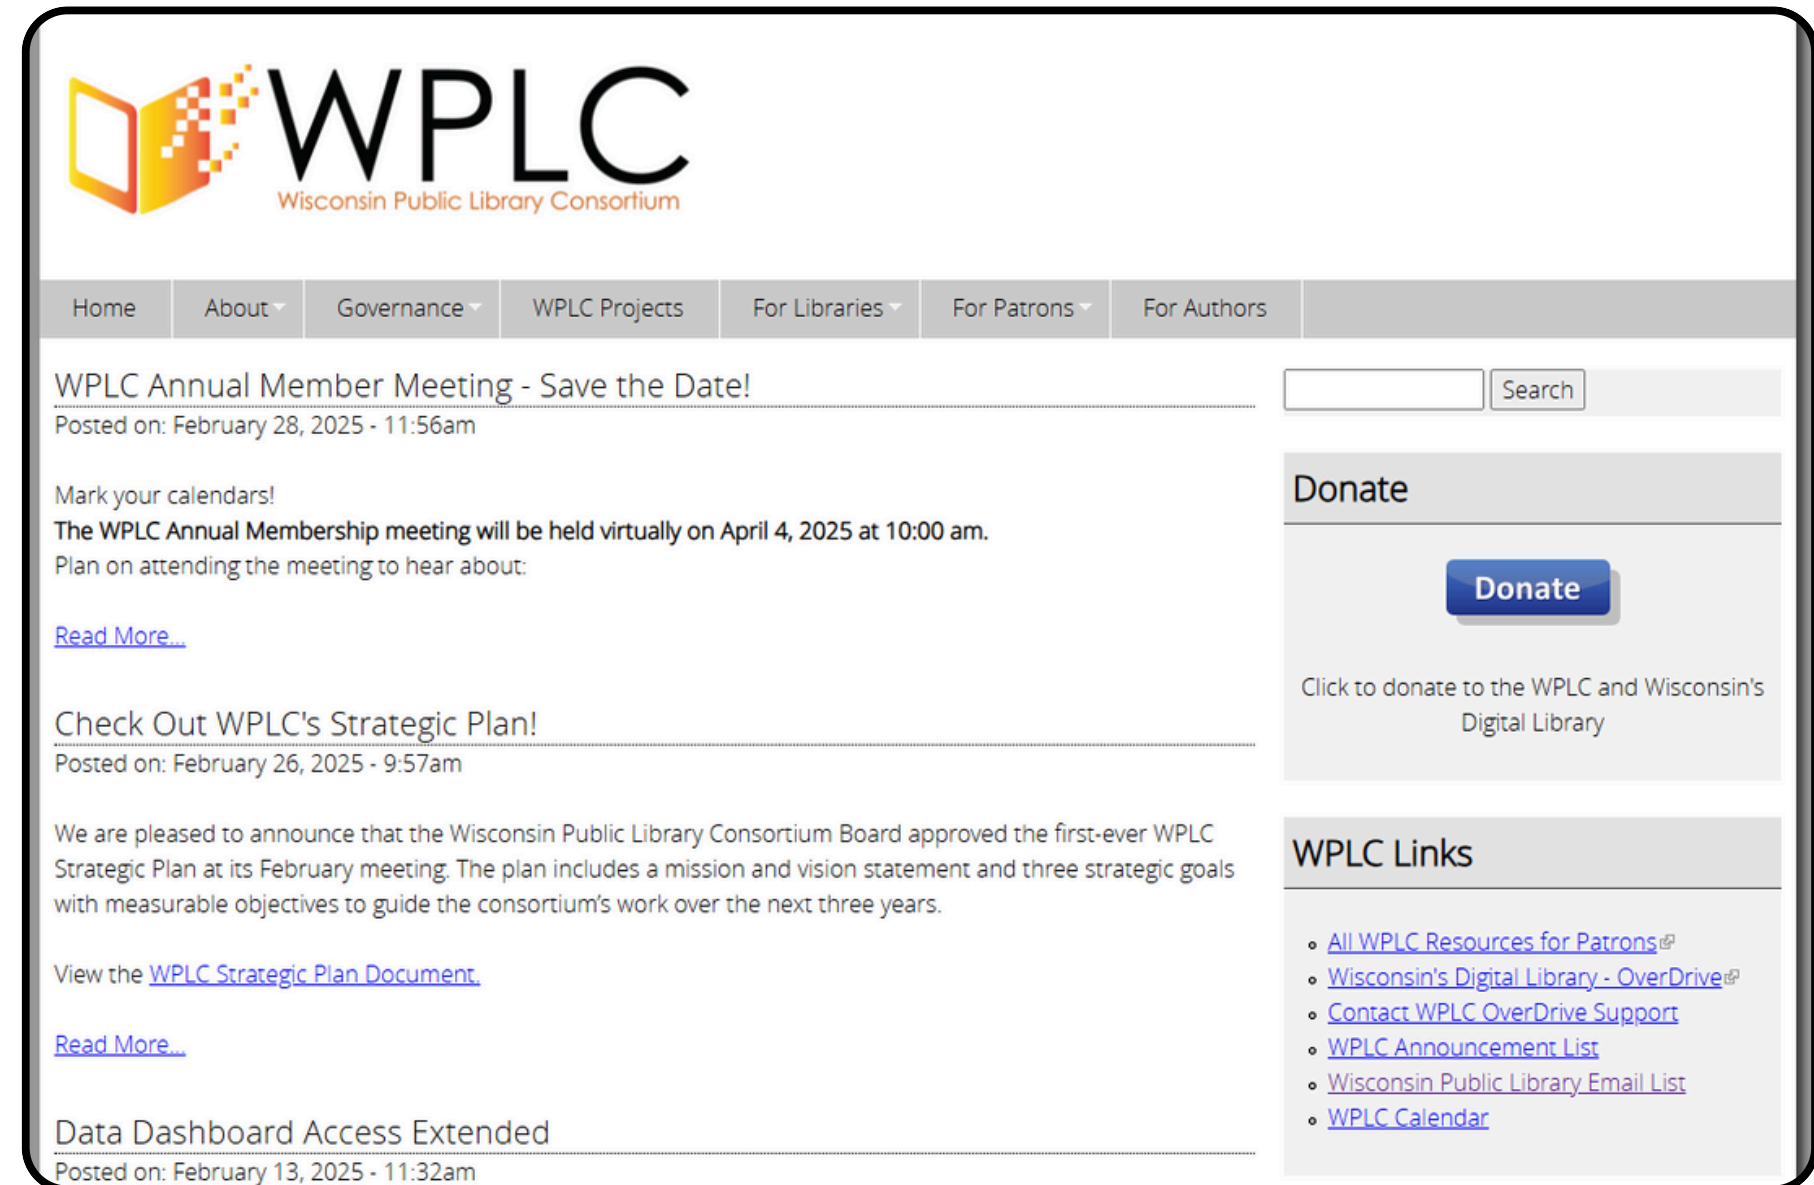 WPLC
Wisconsin Public Library Consortium
Home About Governance WPLC Projects For Libraries For Patrons For Authors
WPLC Annual Member Meeting - Save the Date!
Posted on: February 28, 2025 - 11:56am
Mark your calendars!
The WPLC Annual Membership meeting will be held virtually on April 4, 2025 at 10:00 am.
Plan on attending the meeting to hear about:
Read More...
Check Out WPLC's Strategic Plan!
Posted on: February 26, 2025 - 9:57am
We are pleased to announce that the Wisconsin Public Library Consortium Board approved the first-ever WPLC
Strategic Plan at its February meeting. The plan includes a mission and vision statement and three strategic goals
with measurable objectives to guide the consortium's work over the next three years.
View the WPLC Strategic Plan Document.
Read More...
Data Dashboard Access Extended
Posted on: February 13, 2025 - 11:32am
Search
Donate
Donate
Click to donate to the WPLC and Wisconsin's
Digital Library
WPLC Links
All WPLC Resources for Patrons
Wisconsin's Digital Library - OverDrive
Contact WPLC OverDrive Support
WPLC Announcement List
Wisconsin Public Library Email List
WPLC Calendar